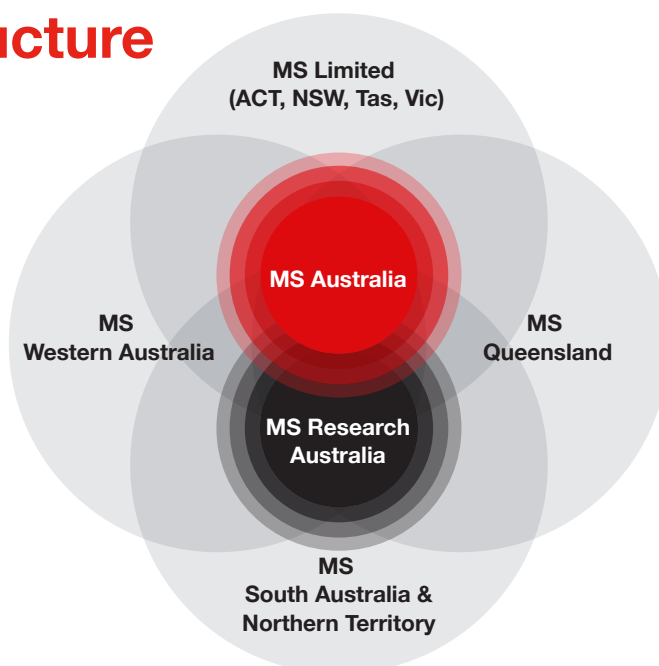 ucture
MS Limited
(ACT, NSW, Tas, Vic)
MS Australia
MS
Western Australia
MS
Queensland
MS Research
Australia
MS
South Australia &
Northern Territory